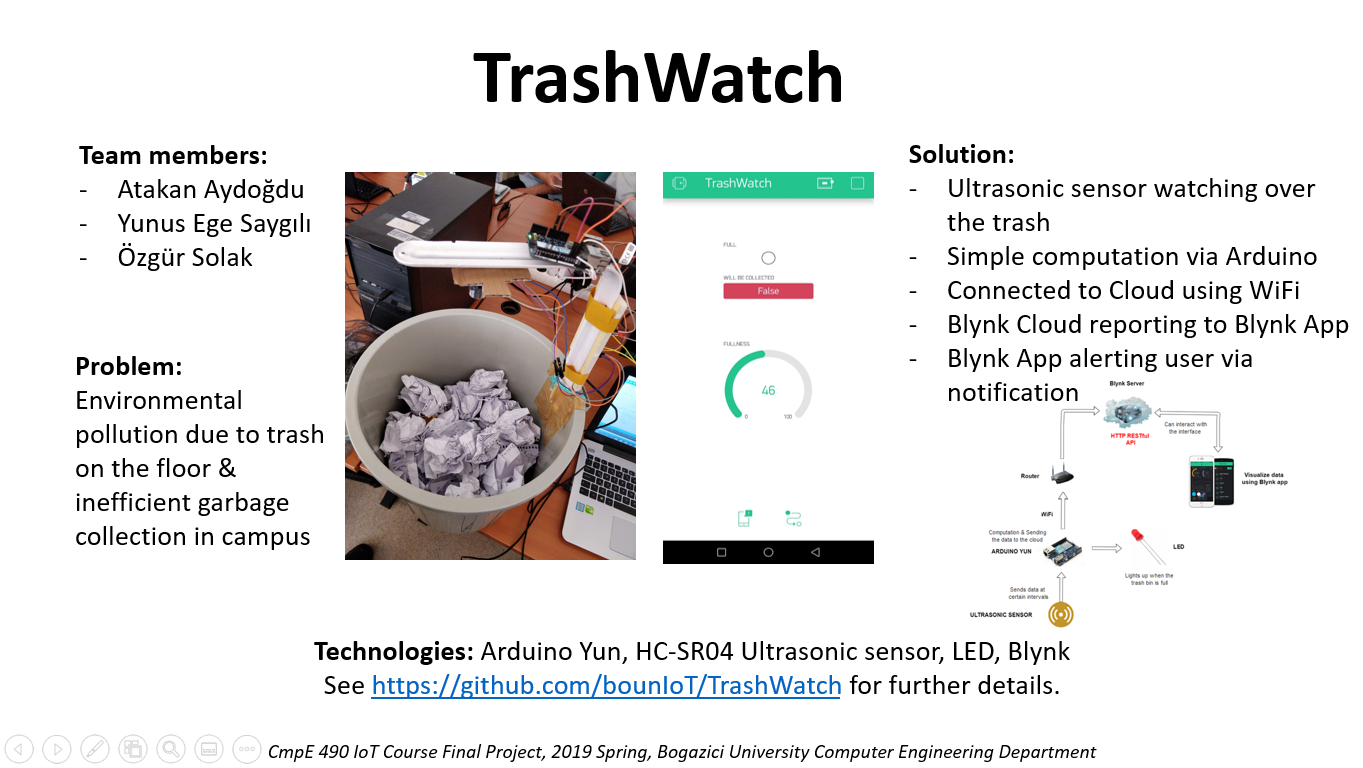 TrashWatch
Team members:
- Atakan Aydoğdu
- Yunus Ege Saygılı
- Özgür Solak
Problem:
Environmental
pollution due to trash
on the floor &
inefficient garbage
collection in campus
TrashWatch
FULL
WILL BE COLLECTED
False
FULLNESS
46
0
100
Solution:
- Ultrasonic sensor watching over
the trash
- Simple computation via Arduino
- Connected to Cloud using WiFi
- Blynk Cloud reporting to Blynk App
- Blynk App alerting user via
notification
Blynk Server
HTTP RESTful
API
Can interact with
the interface
Router
Visualize data
using Blynk app
WiFi
Computation & Sending
the data to the cloud
ARDUINO YUN
LED
Lights up when the
trash bin is full
Sends data at
certain intervals
ULTRASONIC SENSOR
Technologies: Arduino Yun, HC-SR04 Ultrasonic sensor, LED, Blynk
See https://github.com/bounIoT/TrashWatch for further details.
CmpE 490 IoT Course Final Project, 2019 Spring, Bogazici University Computer Engineering Department